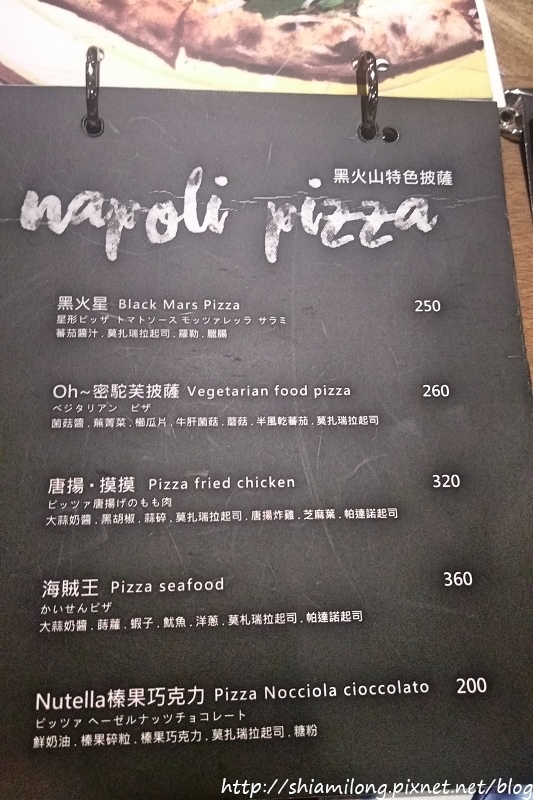 黑火山特色披薩
napoli pizza
黑火星 Black Mars Pizza 250
星形ピッザ トマトソース モッツァレッラ サラミ
蕃茄醬汁.莫扎瑞拉起司.羅勒.臘腸
Oh~密駝芙披薩 Vegetarian food pizza 260
ベジタリアン ピザ
菌菇醬.蕪菁菜.櫛瓜片.牛肝菌菇.蘑菇.半風乾蕃茄.莫扎瑞拉起司
唐揚・摸摸 Pizza fried chicken 320
ピッツァ唐揚げのもも肉
大蒜奶醬.黑胡椒.蒜碎.莫扎瑞拉起司.唐揚炸雞.芝麻葉.帕達諾起司
海賊王 Pizza seafood 360
かいせんピザ
大蒜奶醬.蒔蘿.蝦子.魷魚.洋蔥.莫札瑞拉起司.帕達諾起司
Nutella榛果巧克力 Pizza Nocciola cioccolato 200
ピッツァ ヘーゼルナッツチョコレート
鮮奶油.榛果碎粒.榛果巧克力.莫扎瑞拉起司.糖粉
http://shiamilong.pixnet.net/blog